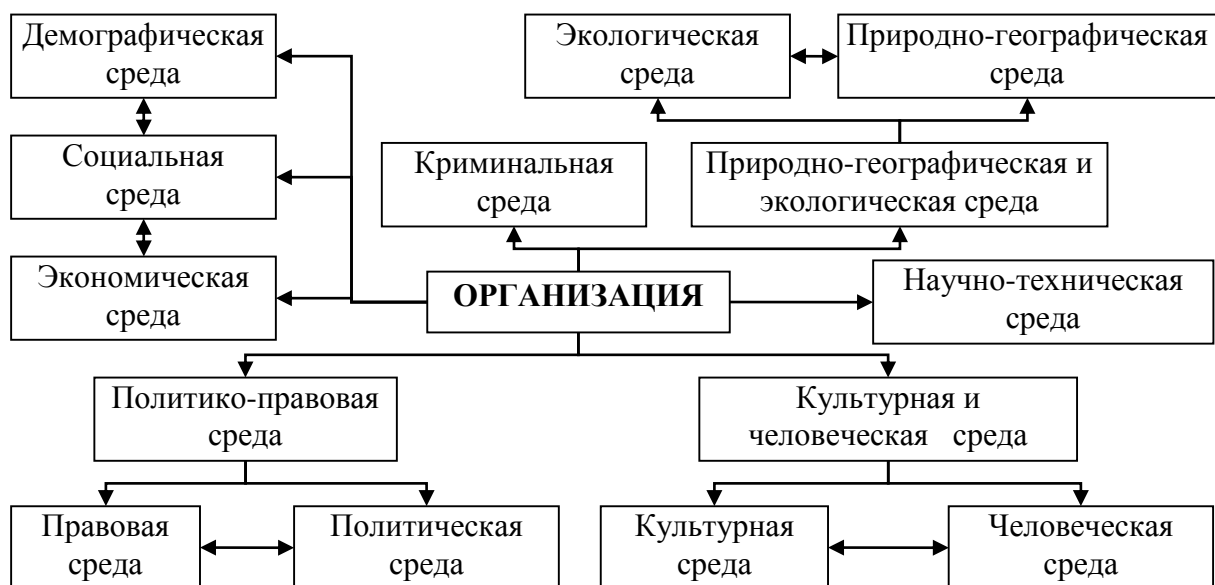 Демографическая
среда
Экологическая
среда
Природно-географическая
среда
Социальная
среда
Криминальная
среда
Природно-географическая и
экологическая среда
Экономическая
среда
ОРГАНИЗАЦИЯ
Научно-техническая
среда
Политико-правовая
среда
Культурная и
человеческая среда
Правовая
среда
Политическая
среда
Культурная
среда
Человеческая
среда